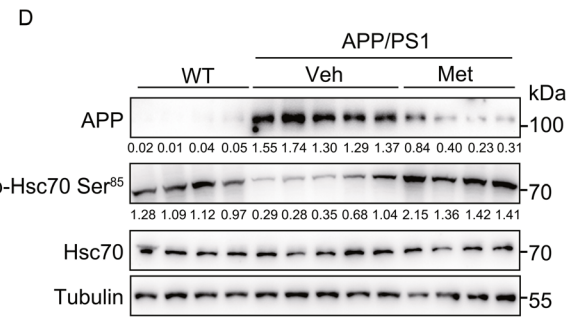 D
APP/PS1
WT Veh Met
kDa
APP 100
0.02 0.01 0.04 0.05 1.55 1.74 1.30 1.29 1.37 0.84 0.40 0.23 0.31
-Hsc70 Ser85 70
1.28 1.09 1.12 0.97 0.29 0.28 0.35 0.68 1.04 2.15 1.36 1.42 1.41
Hsc70 70
Tubulin 55